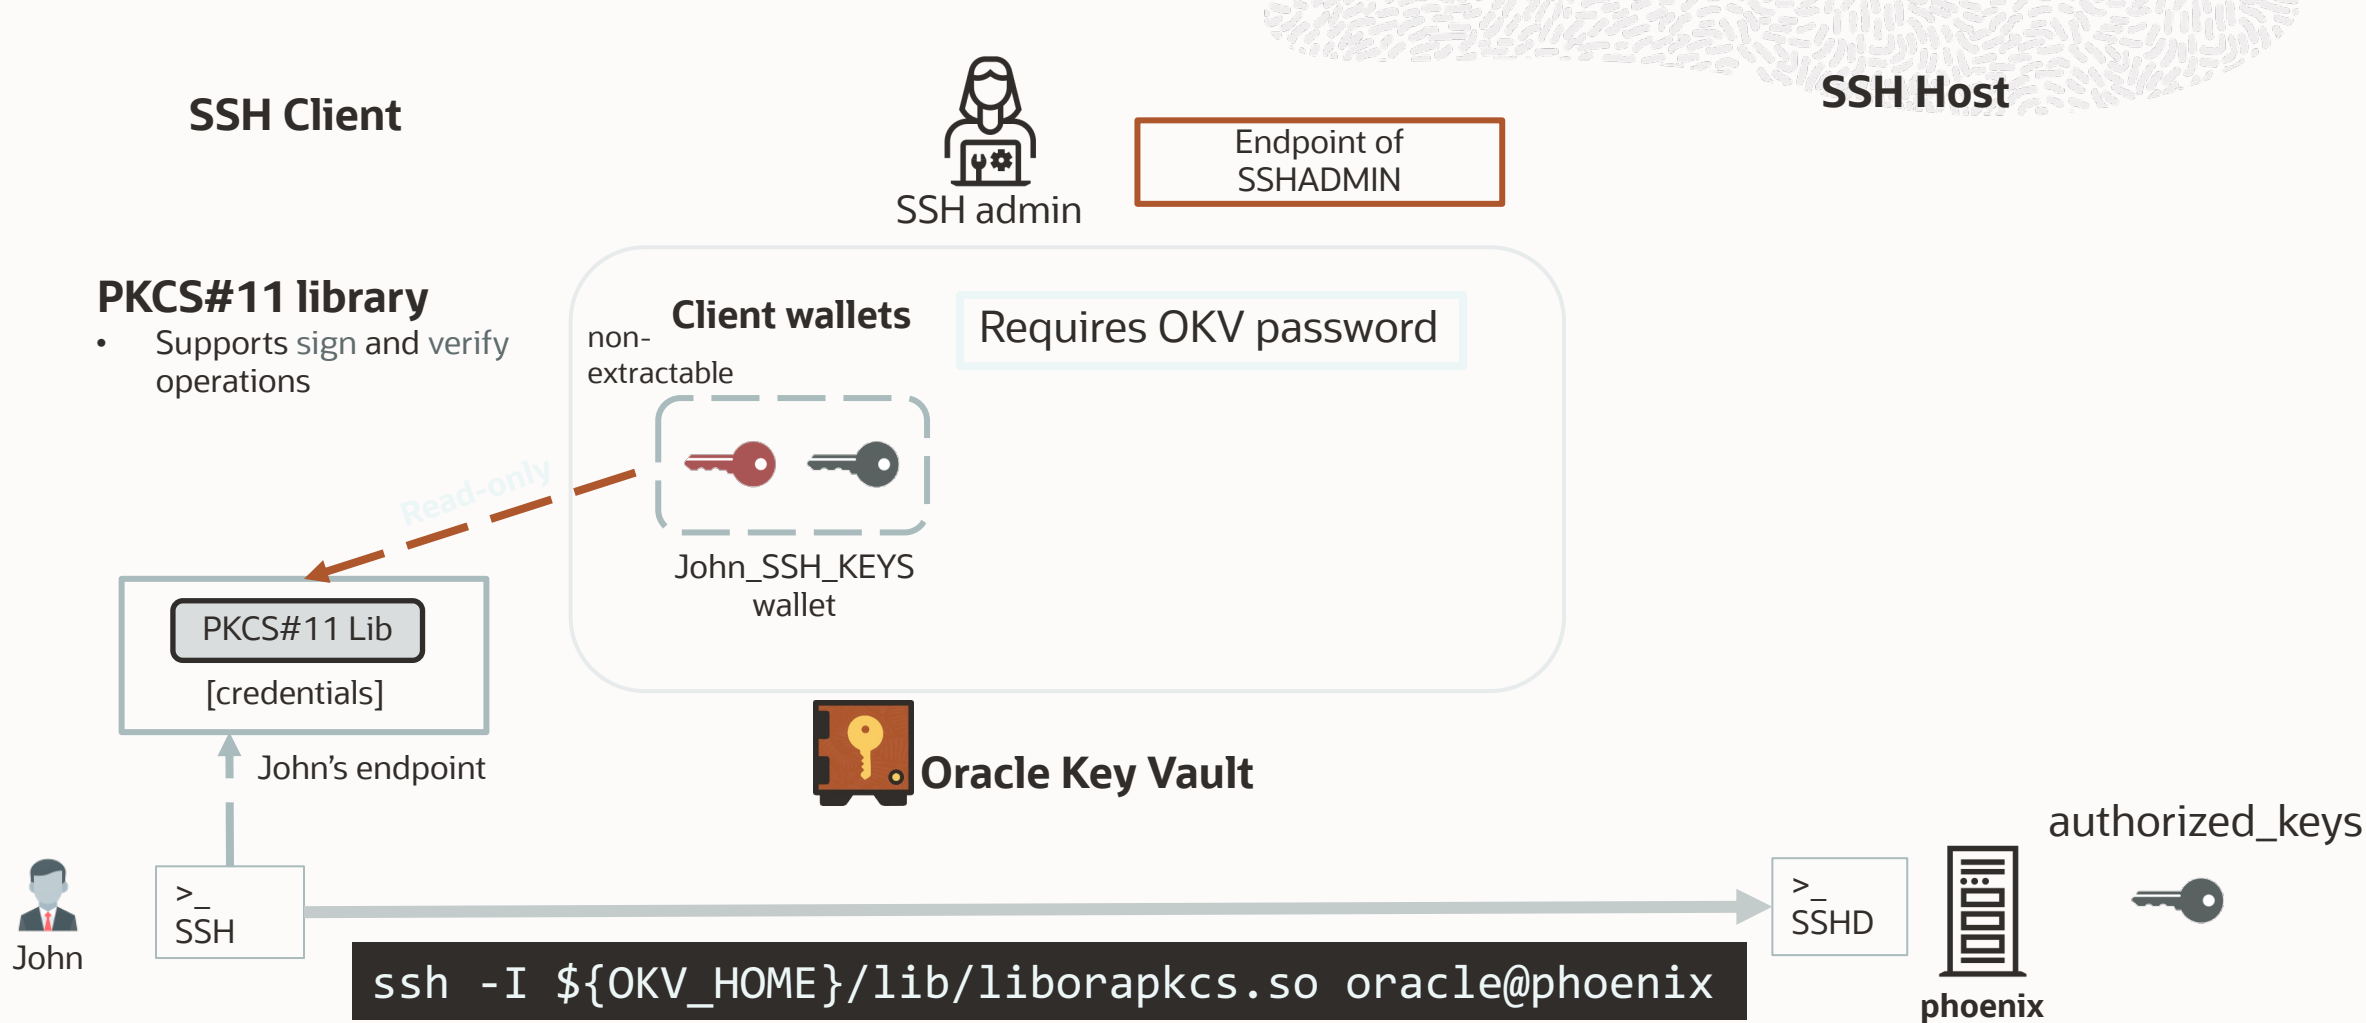 SSH Client
SSH Host
Endpoint of
SSHADMIN
SSH admin
PKCS#11 library
• Supports sign and verify
operations
Client wallets
non-
extractable
Requires OKV password
Read-only
John_SSH_KEYS
wallet
PKCS#11 Lib
[credentials]
John’s endpoint
Oracle Key Vault
authorized_keys
>_
SSH
>_
SSHD
John
ssh -I ${OKV_HOME}/lib/liborapkcs.so oracle@phoenix
phoenix